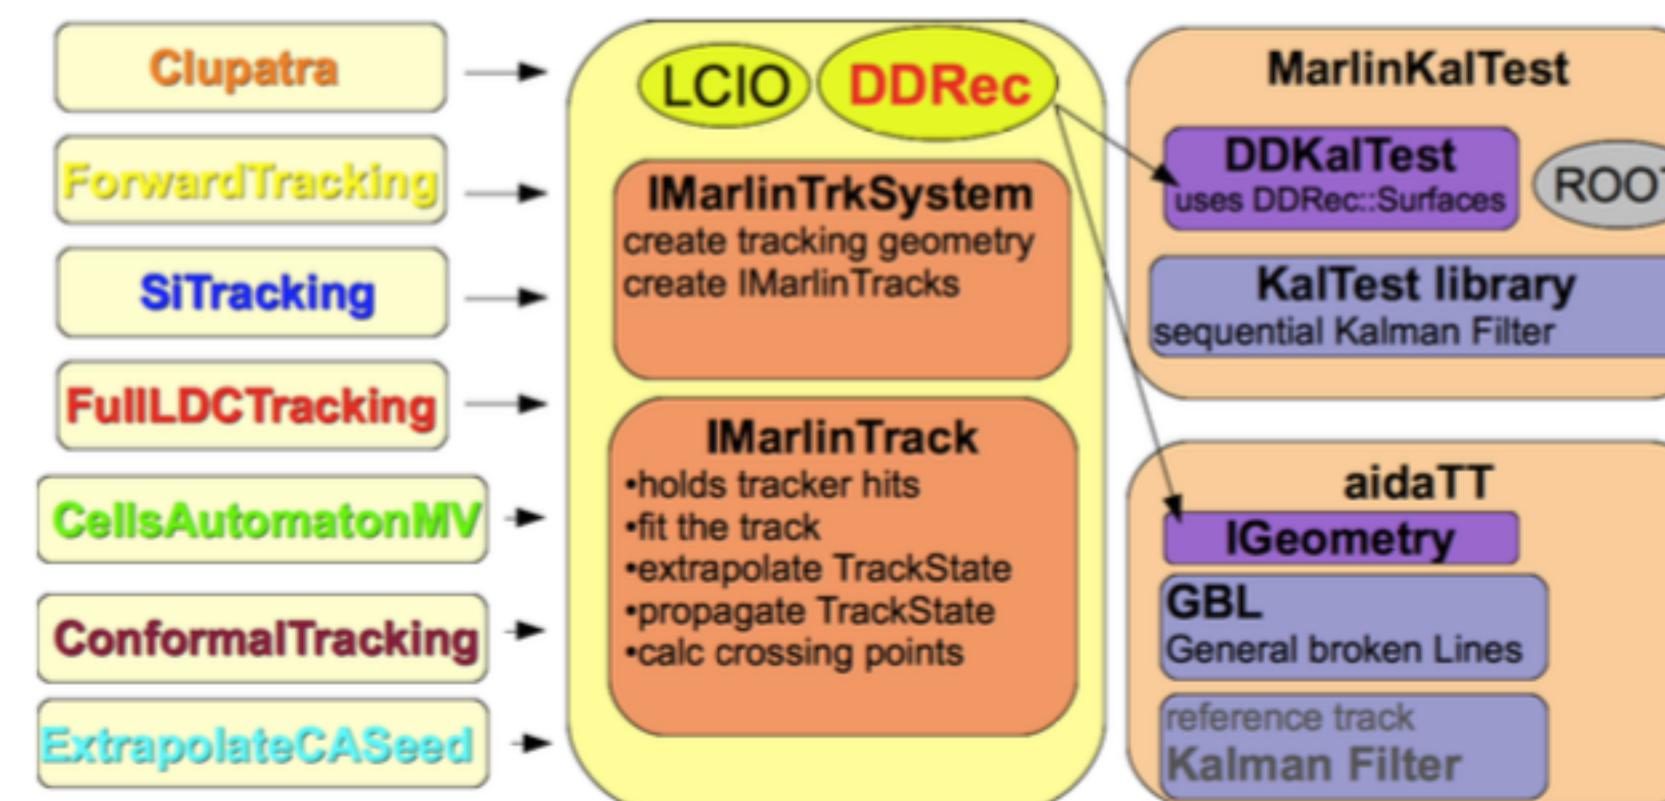 Clupatra
ForwardTracking
SiTracking
FullLDCTracking
CellsAutomatonMV
ConformalTracking
ExtrapolateCASeed
LCIO
DDRec
IMarlinTrkSystem
create tracking geometry
create IMarlinTracks
IMarlinTrack
•holds tracker hits
•fit the track
•extrapolate TrackState
•propagate TrackState
•calc crossing points
MarlinKalTest
DDKalTest
uses DDRec::Surfaces
ROOT
KalTest library
sequential Kalman Filter
aidaTT
IGeometry
GBL
General broken Lines
reference track
Kalman Filter